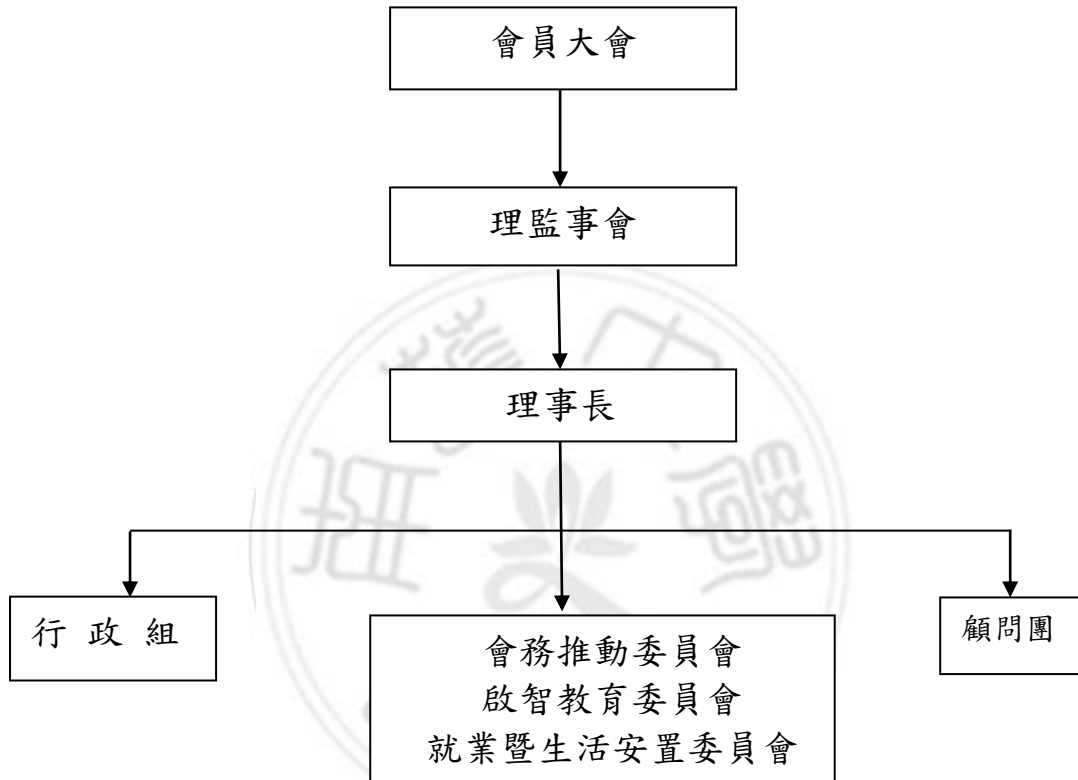 會員大會
理監事會
理事長
行 政 組
會務推動委員會
啟智教育委員會
就業暨生活安置委員會
顧問團